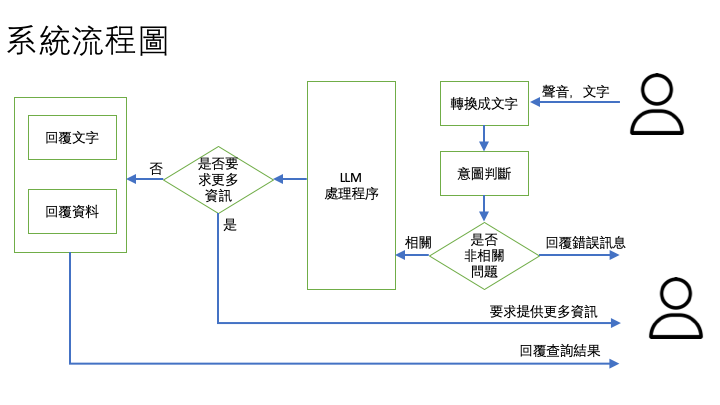 系統流程圖
聲音，文字
轉換成文字
意圖判斷
是否
非相關
問題
回覆錯誤訊息
相關
LLM
處理程序
是否要
求更多
資訊
否
是
回覆文字
回覆資料
要求提供更多資訊
回覆查詢結果